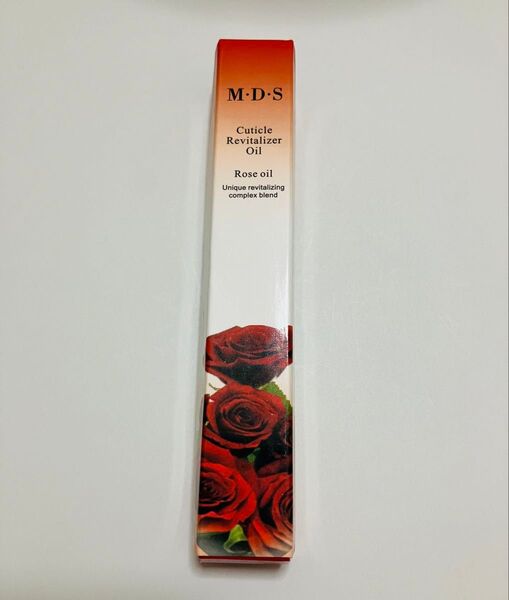 M·D·S
Cuticle
Revitalizer
Oil
Rose oil
Unique revitalizing
complex blend